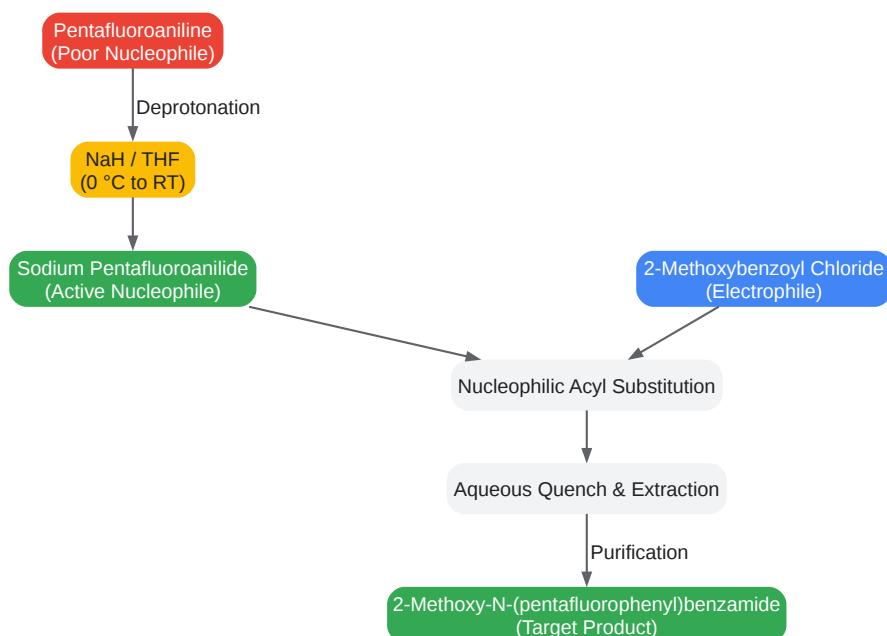 Pentafluoroaniline
(Poor Nucleophile)
Deprotonation
NaH / THF
(0 °C to RT)
Sodium Pentafluoroanilide
(Active Nucleophile)
2-Methoxybenzoyl Chloride
(Electrophile)
Nucleophilic Acyl Substitution
Aqueous Quench & Extraction
Purification
2-Methoxy-N-(pentafluorophenyl)benzamide
(Target Product)